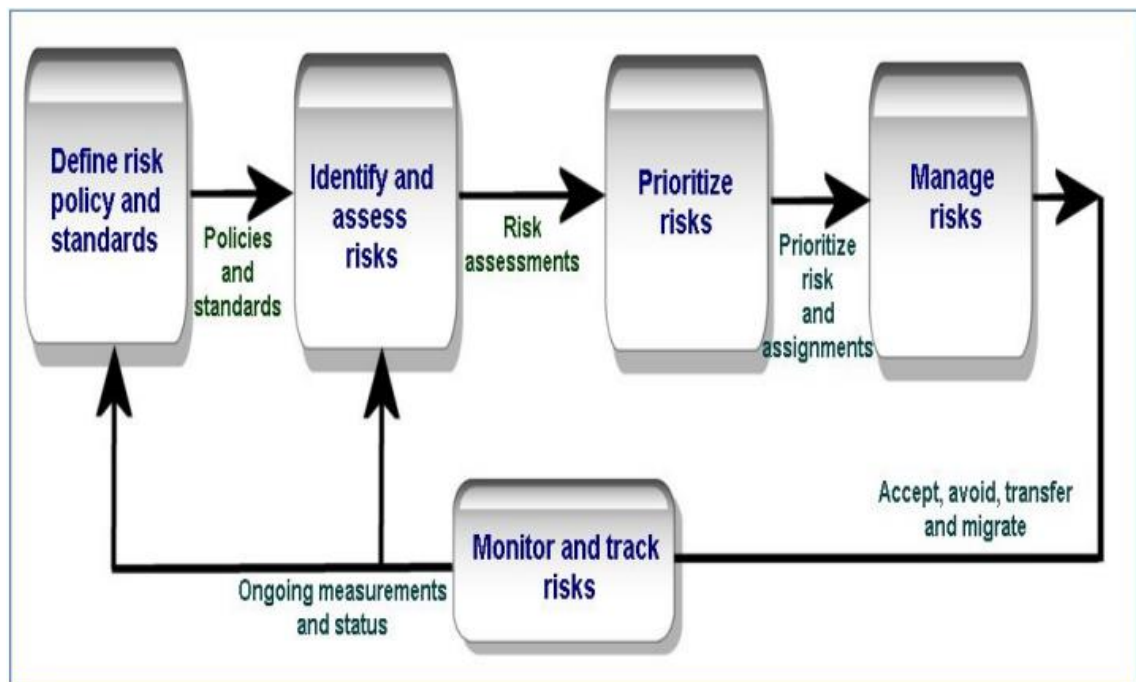 Define risk
policy and
standards
Policies
and
standards
Identify and
assess
risks
Risk
assessments
Prioritize
risks
Prioritize
risk
and
assignments
Manage
risks
Accept, avoid, transfer
and migrate
Monitor and track
risks
Ongoing measurements
and status